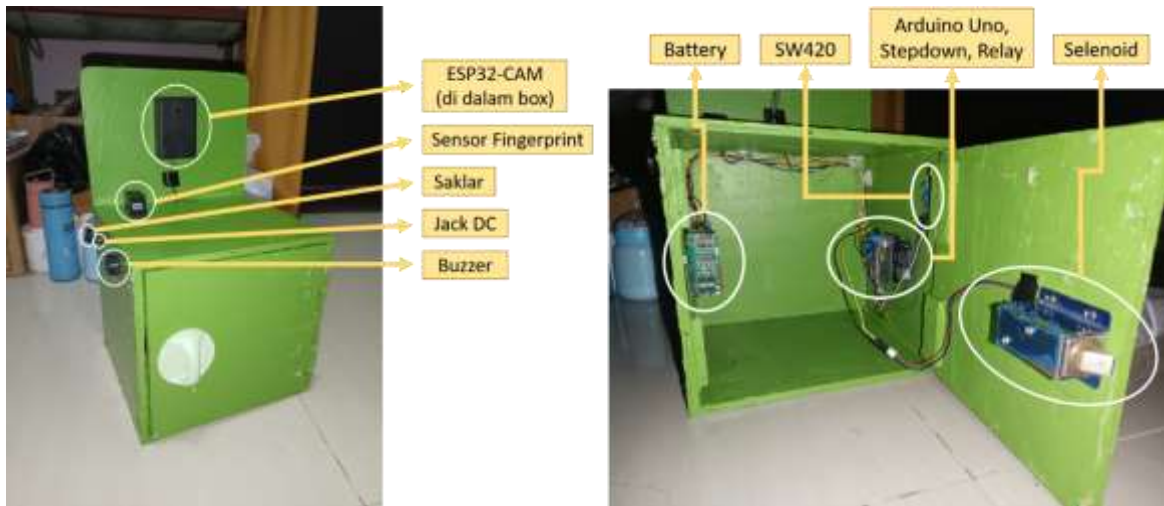 ESP32-CAM
(di dalam box)
Sensor Fingerprint
Saklar
Jack DC
Buzzer
Battery
SW420
Arduino Uno,
Stepdown, Relay
Selenoid